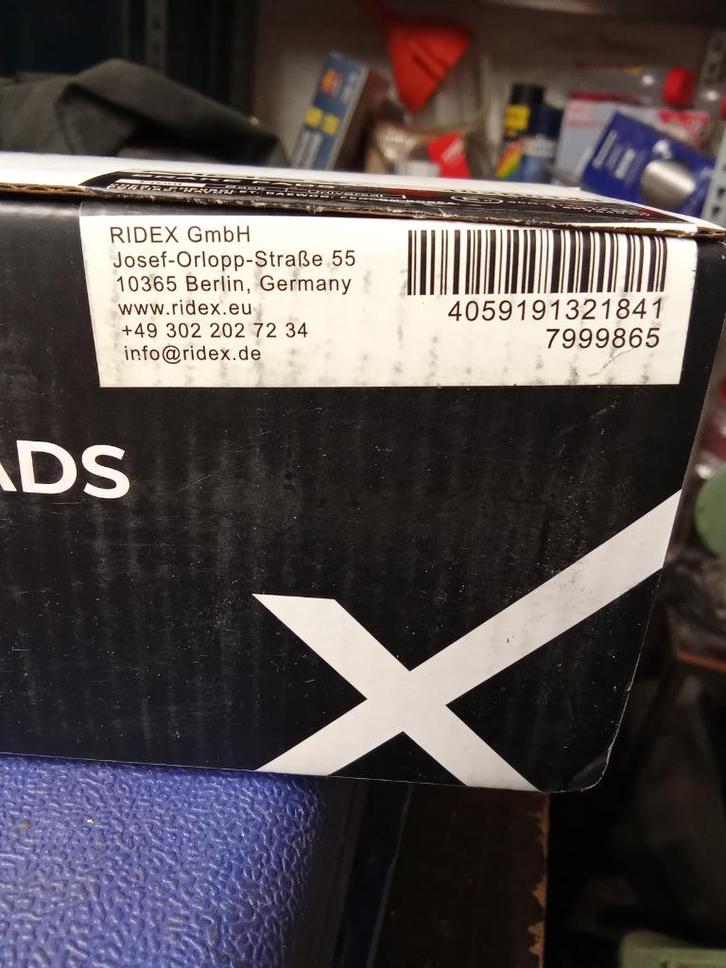 RIDEX GmbH
Josef-Orlopp-Straße 55
10365 Berlin, Germany
www.ridex.eu
+49 302 202 72 34
info@ridex.de
4059191321841
7999865
ADS